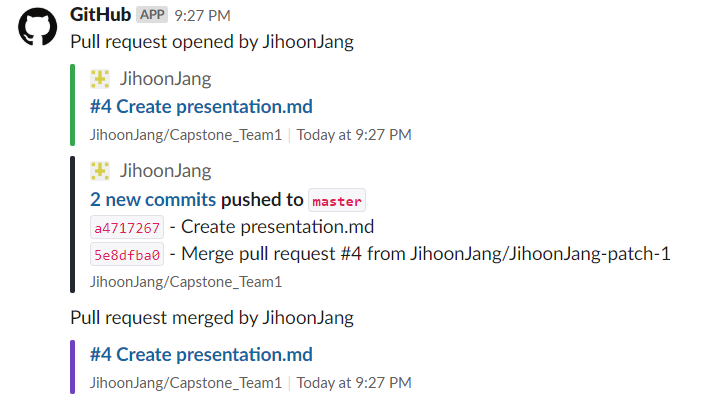 GitHub APP 9:27 PM
Pull request opened by JihoonJang
JihoonJang
#4 Create presentation.md
JihoonJang/Capstone_Team1 | Today at 9:27 PM
JihoonJang
2 new commits pushed to master
a4717267 - Create presentation.md
5e8dfba0 - Merge pull request #4 from JihoonJang/JihoonJang-patch-1
JihoonJang/Capstone_Team1
Pull request merged by JihoonJang
#4 Create presentation.md
JihoonJang/Capstone_Team1 | Today at 9:27 PM